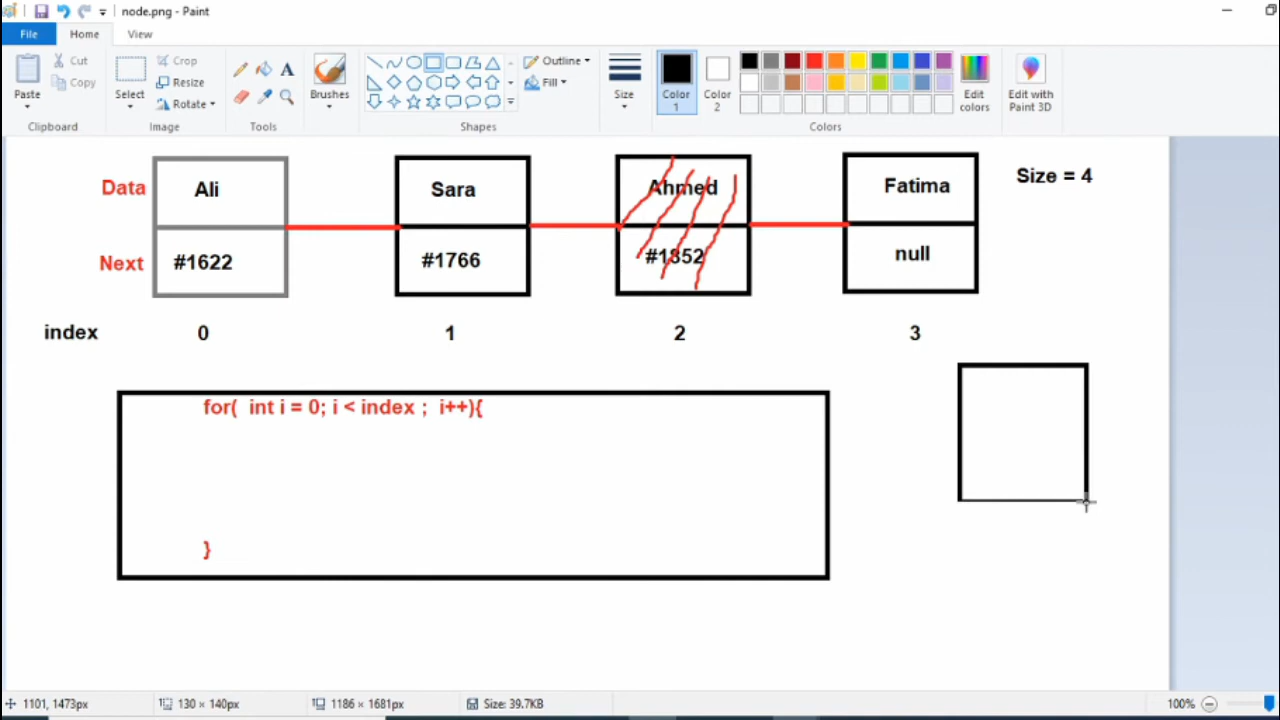 node.png - Paint
File Home View
Paste
Cut
Copy
Clipboard
Select
Crop
Resize
Rotate
Image
A
Tools
Brushes
Outline
Fill
Shapes
Size
Color 1
Color 2
Edit colors
Edit with Paint 3D
Colors
Data Ali Sara Ahmed Fatima Size = 4
Next #1622 #1766 #1852 null
index 0 1 2 3
for( int i = 0; i < index ; i++){
}
1101, 1473px 130 × 140px 1186 × 1681px Size: 39.7KB 100%